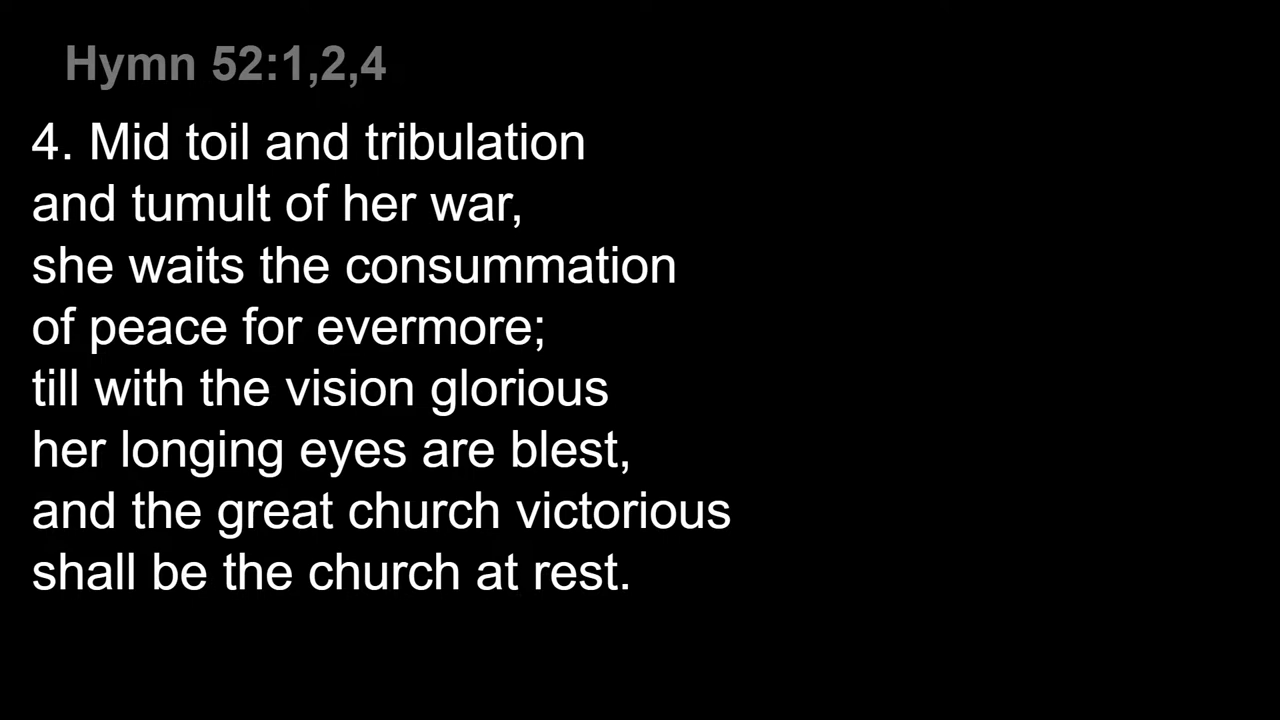 Hymn 52:1,2,4
4. Mid toil and tribulation
and tumult of her war,
she waits the consummation
of peace for evermore;
till with the vision glorious
her longing eyes are blest,
and the great church victorious
shall be the church at rest.